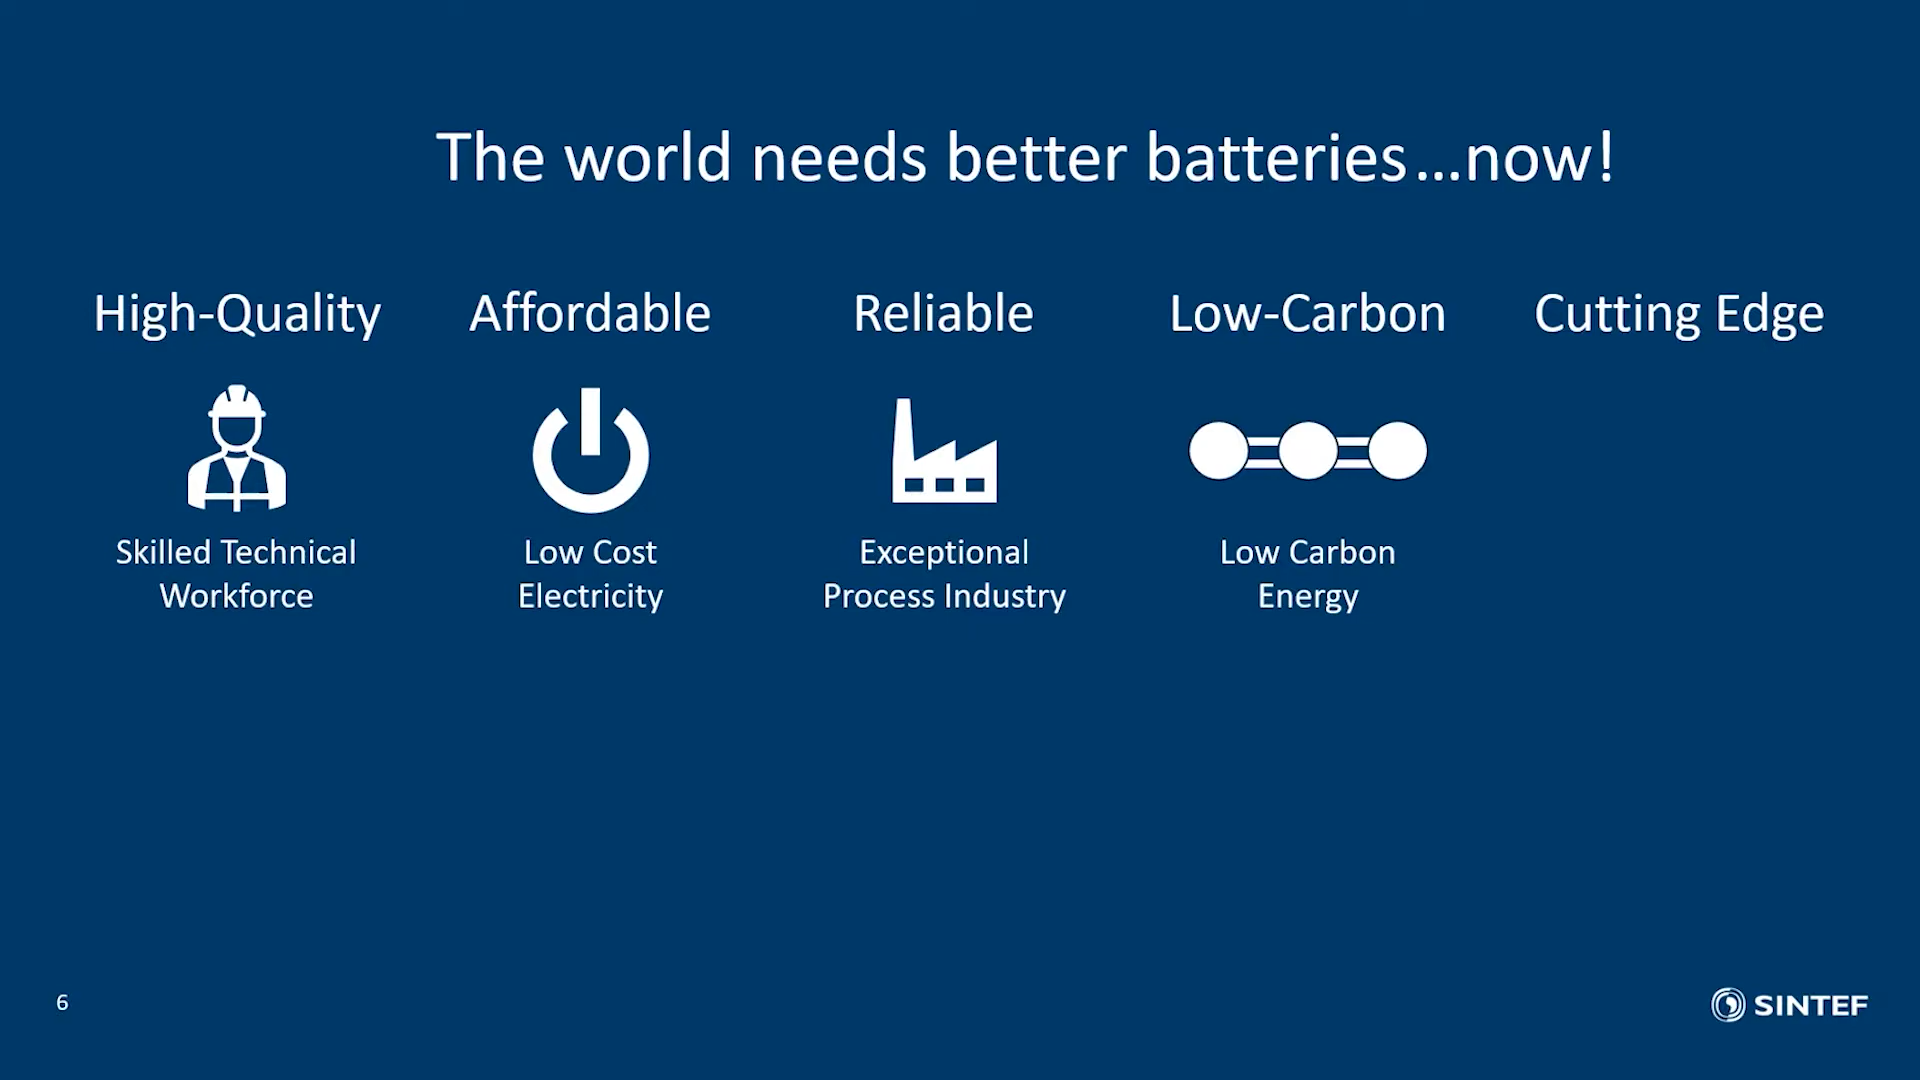 The world needs better batteries...now!
High-Quality
Affordable
Reliable
Low-Carbon
Cutting Edge
Skilled Technical
Workforce
Low Cost
Electricity
Exceptional
Process Industry
Low Carbon
Energy
6
SINTEF